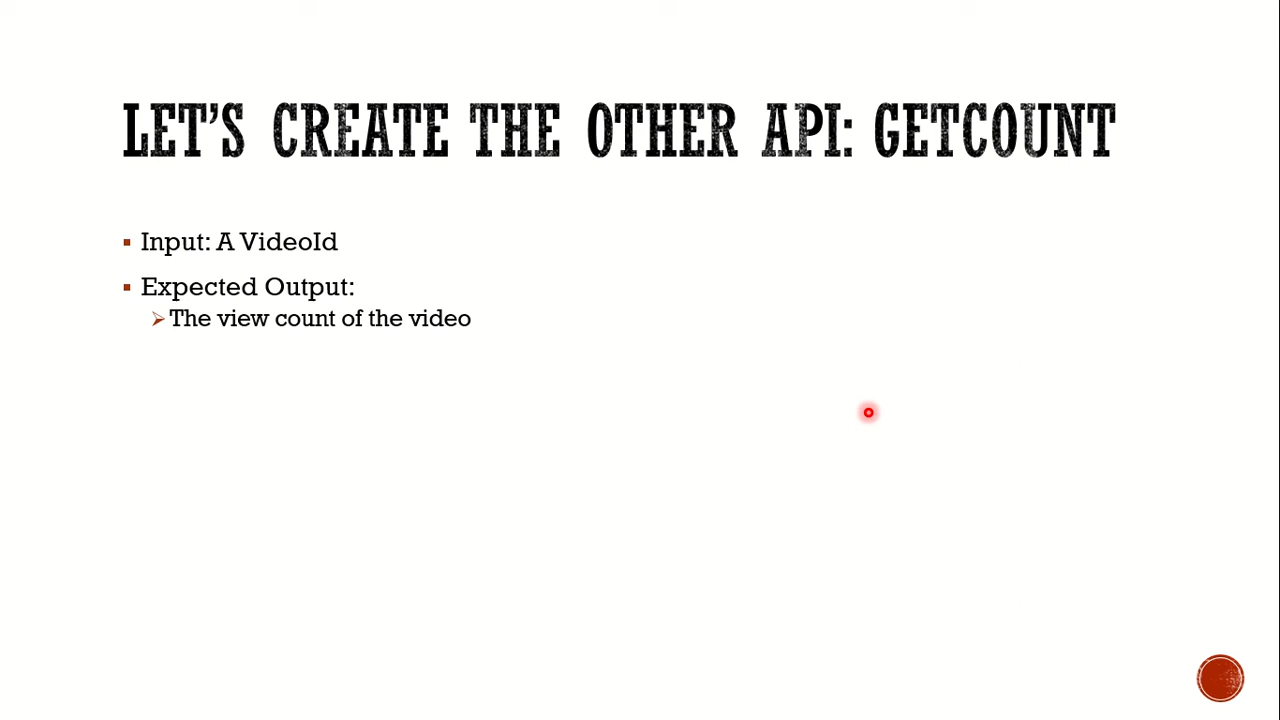 LET'S CREATE THE OTHER API: GETCOUNT
Input: A VideoId
Expected Output:
The view count of the video